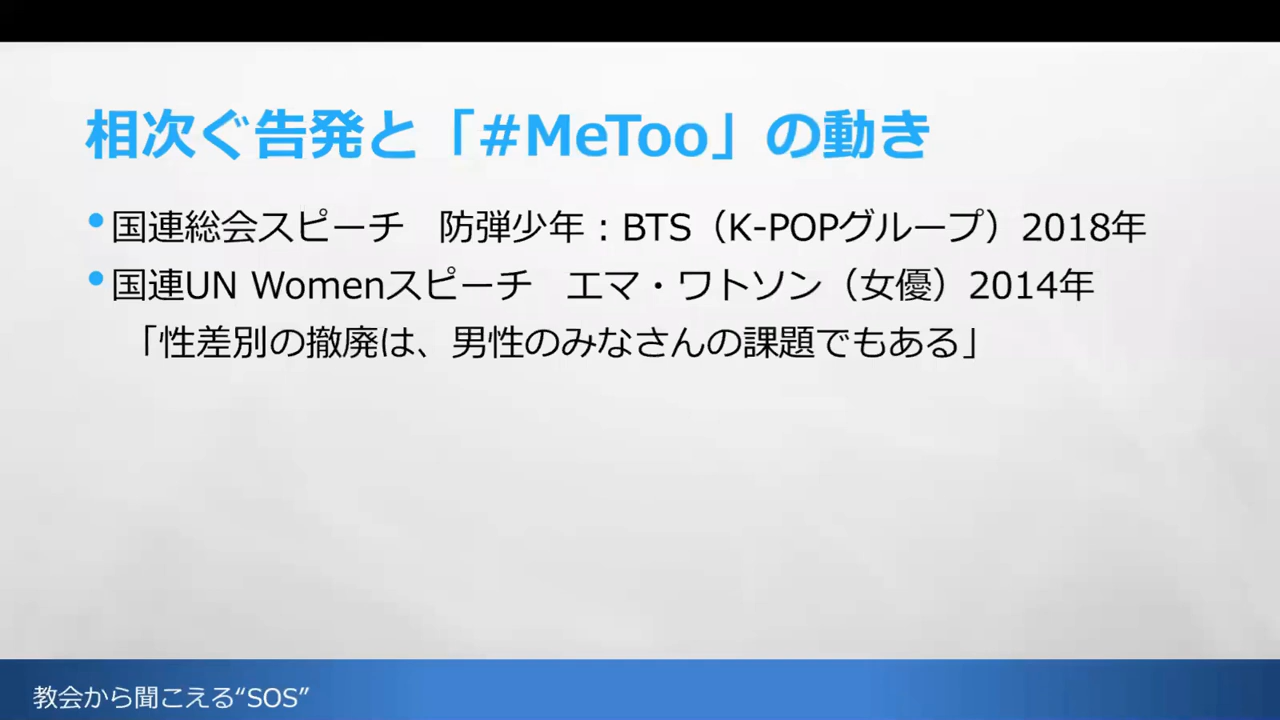 相次ぐ告発と「#MeToo」の動き
•国連総会スピーチ　防弾少年：BTS（K-POPグループ）2018年
•国連UN Womenスピーチ　エマ・ワトソン（女優）2014年
「性差別の撤廃は、男性のみなさんの課題でもある」
教会から聞こえる“SOS”